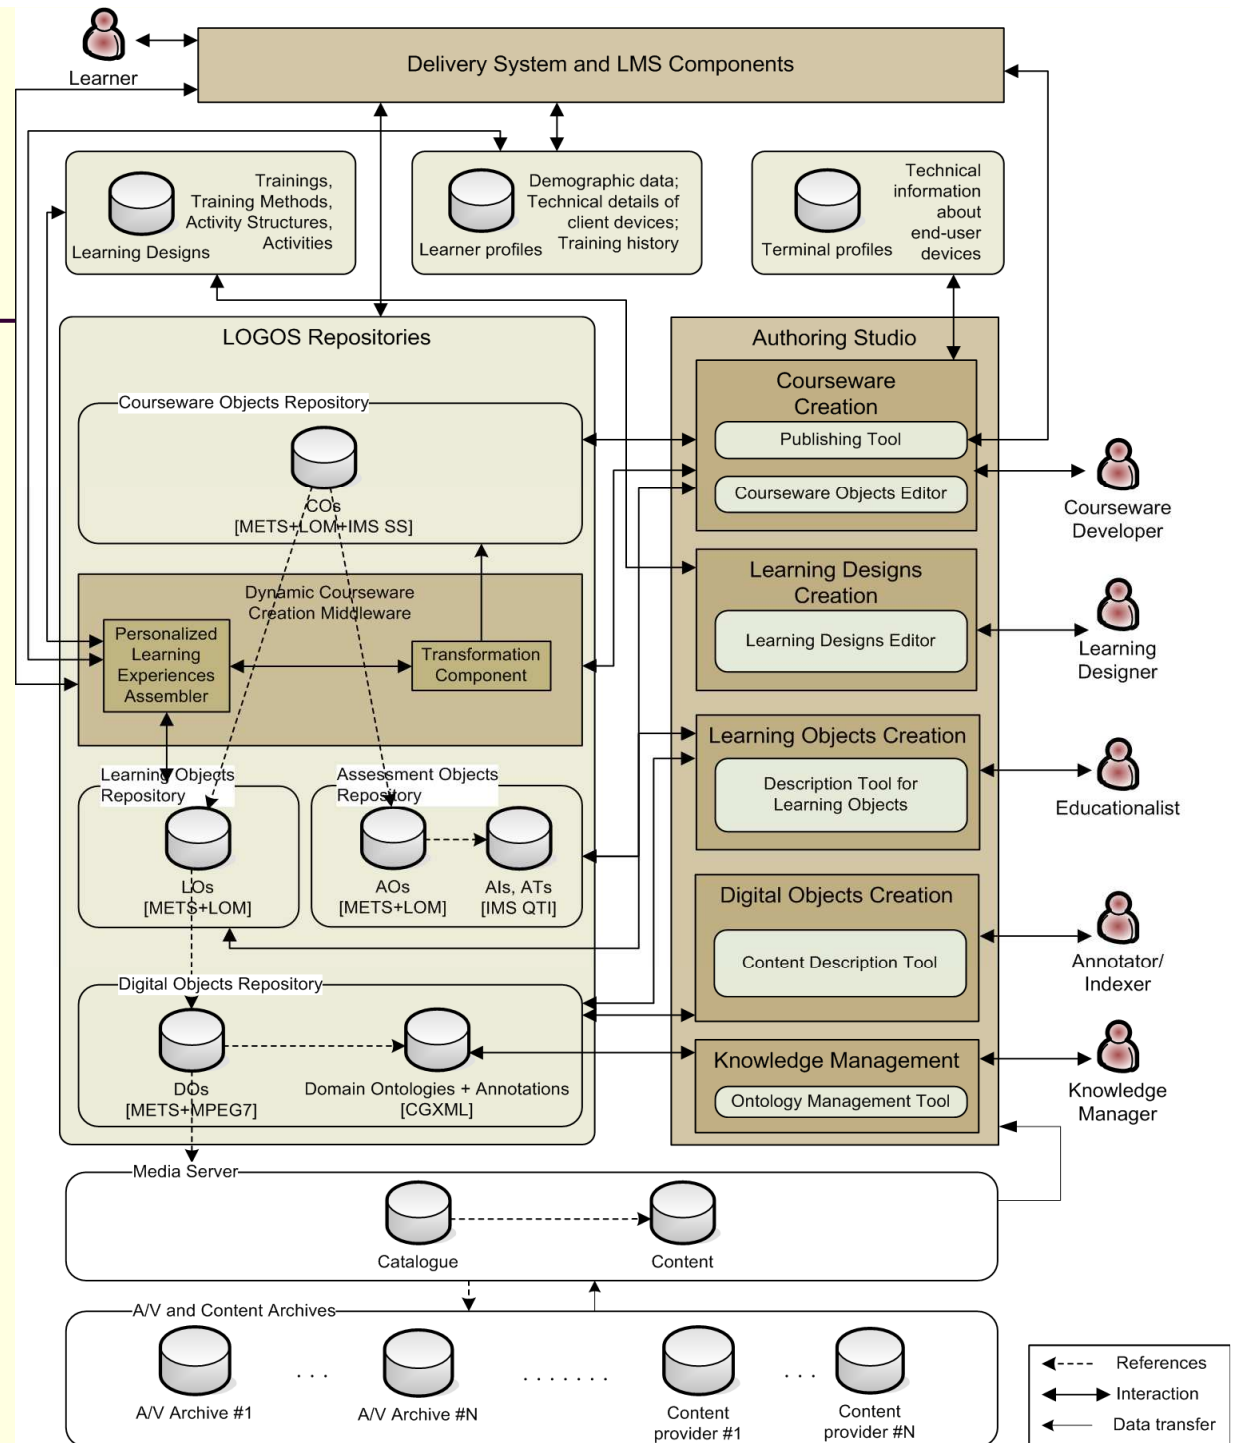 Learner
Delivery System and LMS Components
Trainings,
Training Methods,
Activity Structures,
Activities
Learning Designs
Demographic data;
Technical details of
client devices;
Training history
Learner profiles
Technical
information
about
end-user
devices
Terminal profiles
LOGOS Repositories
Courseware Objects Repository
COs
[METS+LOM+IMS SS]
Dynamic Courseware
Creation Middleware
Personalized
Learning
Experiences
Assembler
Transformation
Component
Learning Objects
Repository
LOs
[METS+LOM]
Assessment Objects
Repository
AOs
[METS+LOM]
AIs, ATs
[IMS QTI]
Digital Objects Repository
DOs
[METS+MPEG7]
Domain Ontologies + Annotations
[CGXML]
Authoring Studio
Courseware
Creation
Publishing Tool
Courseware Objects Editor
Courseware
Developer
Learning Designs
Creation
Learning Designs Editor
Learning
Designer
Learning Objects Creation
Description Tool for
Learning Objects
Educationalist
Digital Objects Creation
Content Description Tool
Annotator/
Indexer
Knowledge Management
Ontology Management Tool
Knowledge
Manager
Media Server
Catalogue
Content
A/V and Content Archives
A/V Archive #1
. . .
A/V Archive #N
. . . . . . .
Content
provider #1
. . .
Content
provider #N
References
Interaction
Data transfer